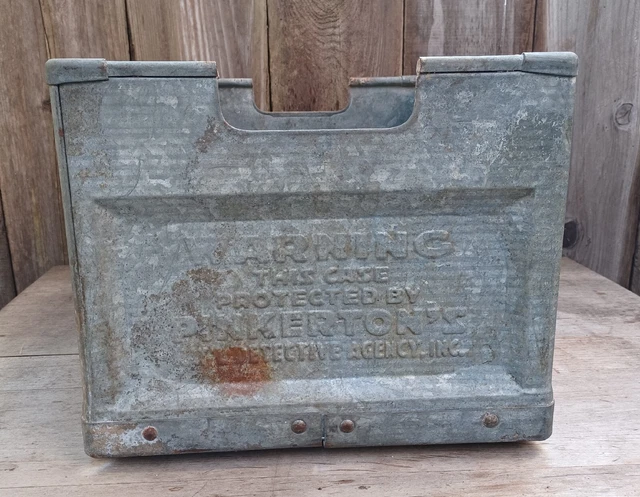 WARNING
THIS CASE
PROTECTED BY
PINKERTON'S
DETECTIVE AGENCY, INC.